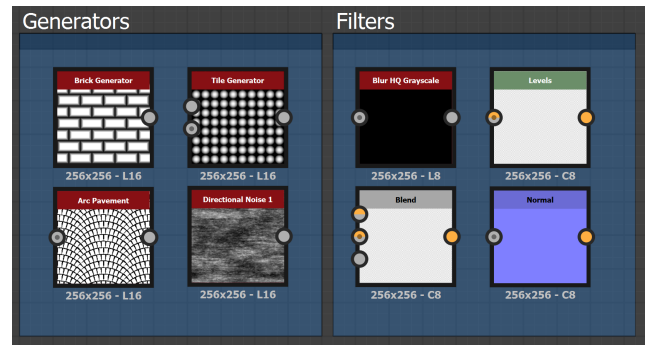 Generators
Filters
Brick Generator
Tile Generator
Blur HQ Grayscale
Levels
256x256 - L16
256x256 - L16
256x256 - L8
256x256 - C8
Arc Pavement
Directional Noise 1
Blend
Normal
256x256 - L16
256x256 - L16
256x256 - C8
256x256 - C8